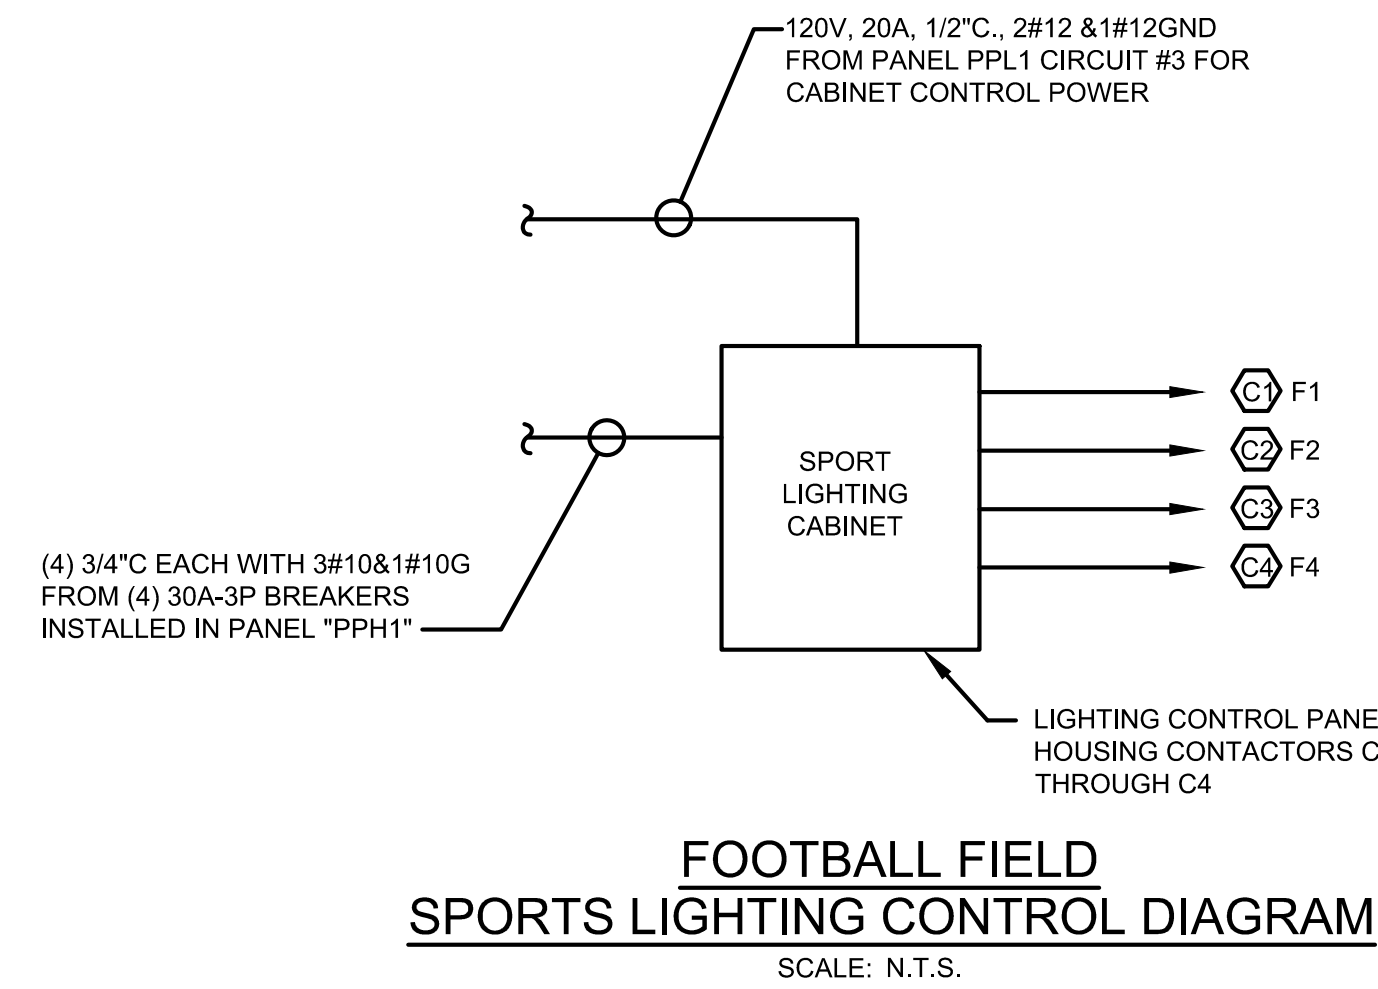 120V, 20A, 1/2"C., 2#12 &1#12GND
FROM PANEL PPL1 CIRCUIT #3 FOR
CABINET CONTROL POWER
C1 F1
C2 F2
C3 F3
C4 F4
SPORT
LIGHTING
CABINET
(4) 3/4"C EACH WITH 3#10&1#10G
FROM (4) 30A-3P BREAKERS
INSTALLED IN PANEL "PPH1"
LIGHTING CONTROL PANE
HOUSING CONTACTORS C
THROUGH C4
FOOTBALL FIELD
SPORTS LIGHTING CONTROL DIAGRAM
SCALE: N.T.S.